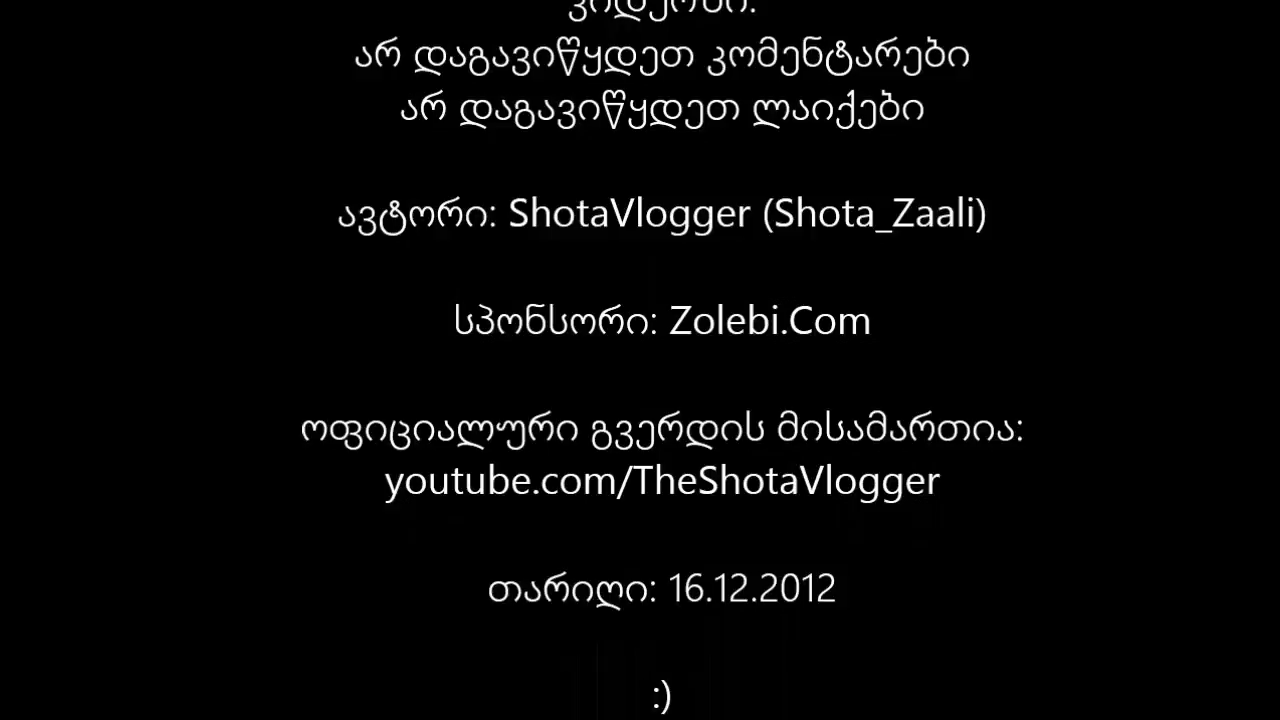 ვიდეოში.
არ დაგავიწყდეთ კომენტარები
არ დაგავიწყდეთ ლაიქები
ავტორი: ShotaVlogger (Shota_Zaali)
სპონსორი: Zolebi.Com
ოფიციალური გვერდის მისამართია:
youtube.com/TheShotaVlogger
თარიღი: 16.12.2012
:)